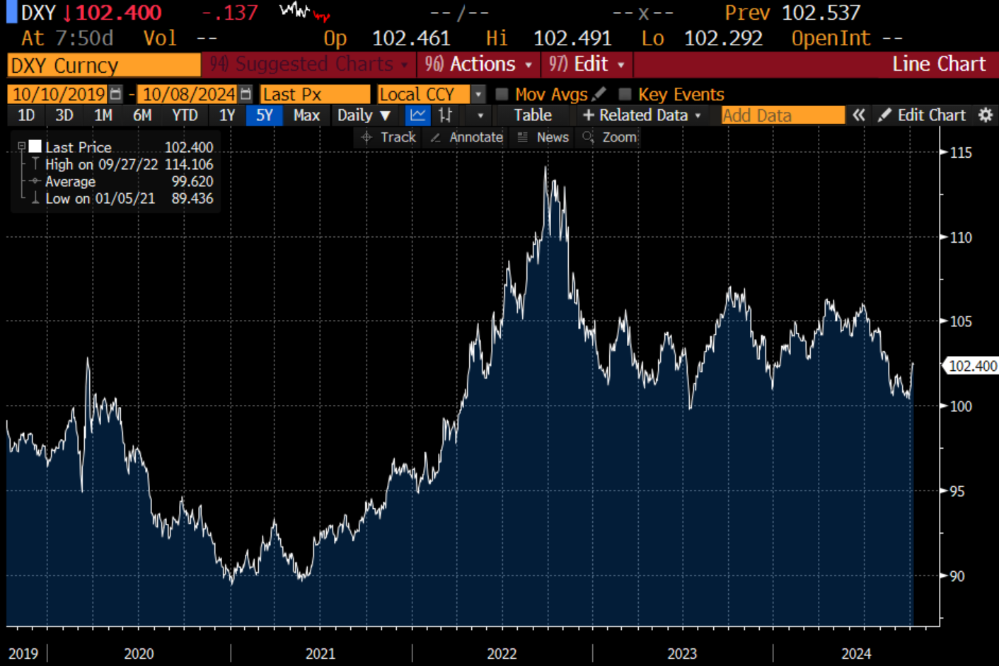 DXY ↓102.400 -.137 --/-- --x-- Prev 102.537
At 7:50d Vol -- Op 102.461 Hi 102.491 Lo 102.292 OpenInt --
DXY Curncy 94) Suggested Charts 96) Actions 97) Edit Line Chart
10/10/2019 - 10/08/2024 Last Px Local CCY Mov Avgs Key Events
1D 3D 1M 6M YTD 1Y 5Y Max Daily ▼ Table + Related Data Add Data « Edit Chart
Track Annotate News Zoom
Last Price 102.400
High on 09/27/22 114.106
Average 99.620
Low on 01/05/21 89.436
115
110
105
102.400
100
95
90
2019 2020 2021 2022 2023 2024